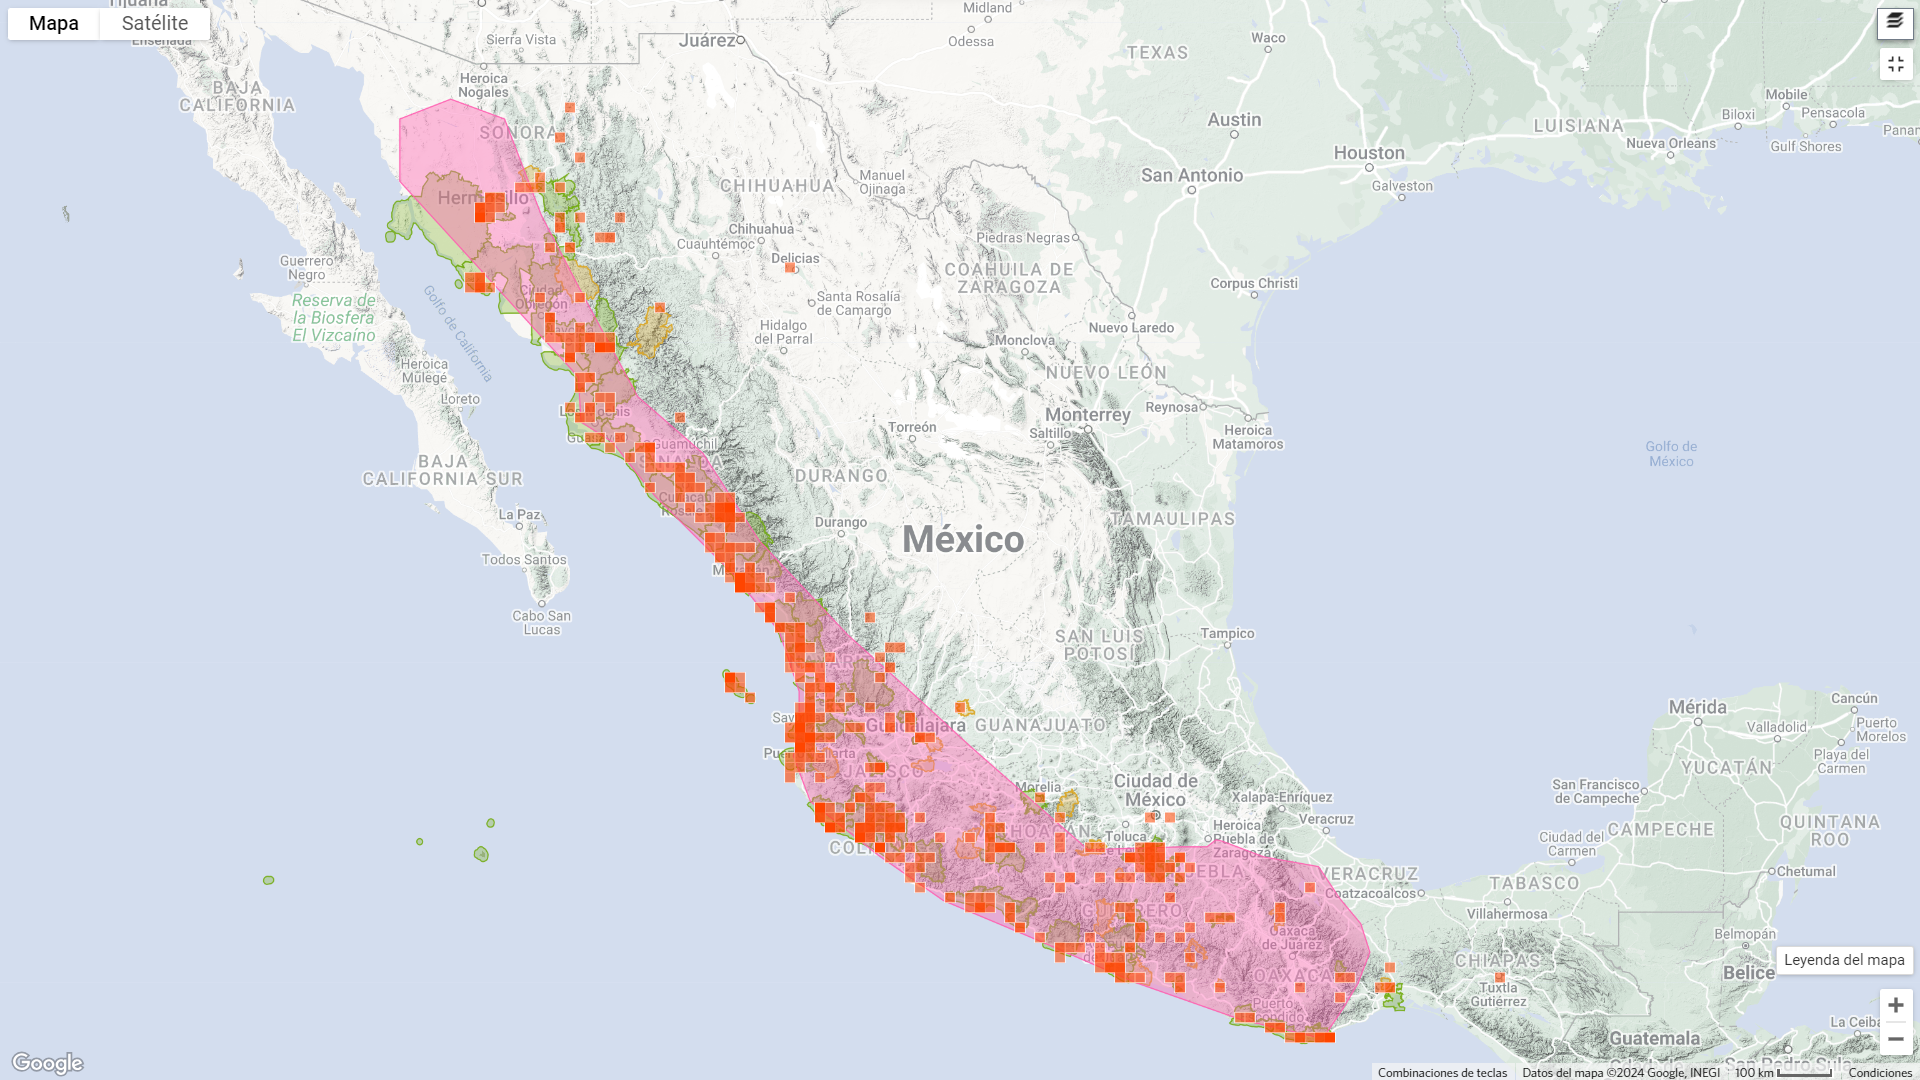 Mapa
Satélite
Ensenada
BAJA
CALIFORNIA
Sierra Vista
Heroica
Nogales
Juárez
Midland
Odessa
TEXAS
Waco
Austin
Houston
San Antonio
Galveston
LUISIANA
Nueva Orleans
Mobile
Biloxi
Pensacola
Gulf Shores
SONORA
Hermosillo
CHIHUAHUA
Manuel
Ojinaga
Chihuahua
Cuauhtémoc
Delicias
Piedras Negras
COAHUILA DE
ZARAGOZA
Corpus Christi
Guerrero
Negro
Reserva de
la Biosfera
El Vizcaíno
Golfo de California
Ciudad
Obregón
Santa Rosalía
de Camargo
Hidalgo
del Parral
Nuevo Laredo
Monclova
NUEVO LEÓN
Heroica
Mulegé
Loreto
Los Mochis
Guamúchil
Torreón
Monterrey
Saltillo
Reynosa
Heroica
Matamoros
Golfo de
México
BAJA
CALIFORNIA SUR
DURANGO
Culiacán
La Paz
Durango
México
TAMAULIPAS
Todos Santos
Cabo San
Lucas
SAN LUIS
POTOSÍ
Tampico
Guadalajara
GUANAJUATO
JALISCO
Morelia
Ciudad de
México
Toluca
Xalapa-Enríquez
Heroica
Puebla de
Zaragoza
Veracruz
Mérida
Cancún
Valladolid
Puerto
Morelos
Playa del
Carmen
YUCATÁN
San Francisco
de Campeche
Ciudad del
Carmen
CAMPECHE
QUINTANA
ROO
VERACRUZ
Coatzacoalcos
TABASCO
Villahermosa
Chetumal
GUERRERO
Oaxaca
de Juárez
OAXACA
Puerto
Escondido
CHIAPAS
Tuxtla
Gutiérrez
Belmopán
Belice
Leyenda del mapa
Guatemala
La Ceiba
San Pedro Sula
Google
Combinaciones de teclas
Datos del mapa ©2024 Google, INEGI
100 km
Condiciones